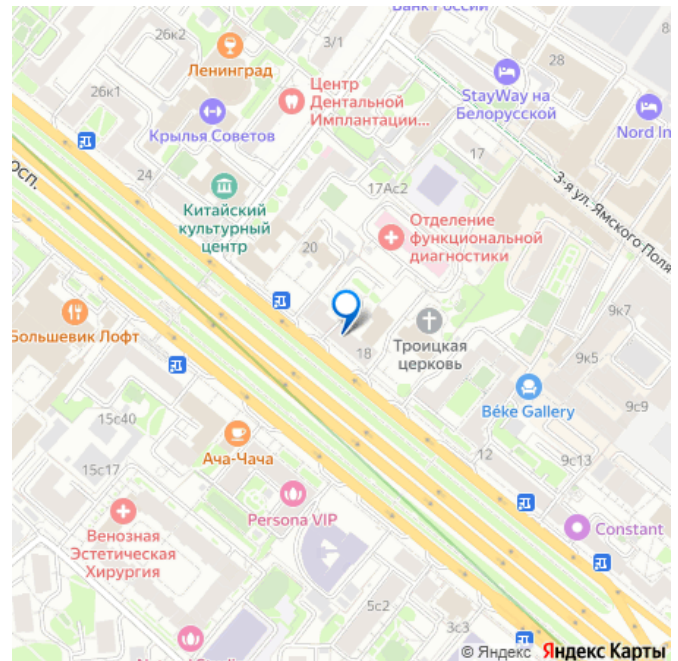 Банк России
26к2
3/1
8
Ленинград
28
Центр
Дентальной
Имплантации...
26к1
StayWay на
Белорусской
Крылья Советов
Nord In
17
ОСП.
24
17Ас2
3-я ул. Ямского Поля
Китайский
культурный
центр
Отделение
функциональной
диагностики
20
9к7
Большевик Лофт
Троицкая
церковь
18
9к5
Béke Gallery
9с9
15с40
12
Ача-Чача
9с13
15с17
Persona VIP
Constant
Венозная
Эстетическая
Хирургия
5с2
3с3
© Яндекс Яндекс Карты